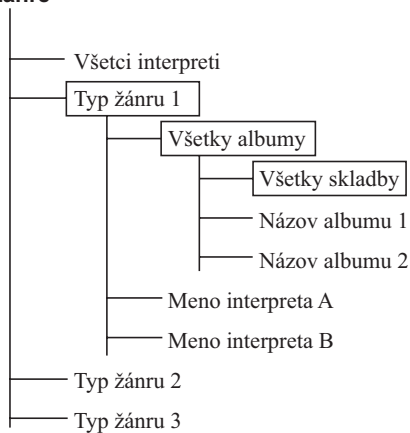 Všetci interpreti
Typ žánru 1
Všetky albumy
Všetky skladby
Názov albumu 1
Názov albumu 2
Meno interpreta A
Meno interpreta B
Typ žánru 2
Typ žánru 3